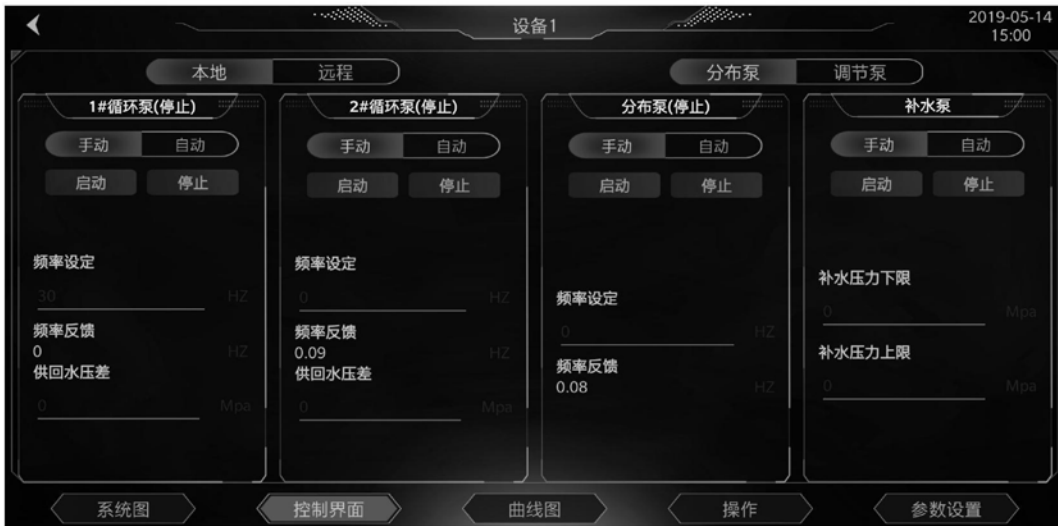 设备1
2019-05-14
15:00
本地 远程
分布泵 调节泵
1#循环泵(停止)
手动 自动
启动 停止
频率设定
30 HZ
频率反馈
0 HZ
供回水压差
0 Mpa
2#循环泵(停止)
手动 自动
启动 停止
频率设定
0 HZ
频率反馈
0.09 HZ
供回水压差
0 Mpa
分布泵(停止)
手动 自动
启动 停止
频率设定
0 HZ
频率反馈
0.08 HZ
补水泵
手动 自动
启动 停止
补水压力下限
0 Mpa
补水压力上限
0 Mpa
系统图 控制界面 曲线图 操作 参数设置